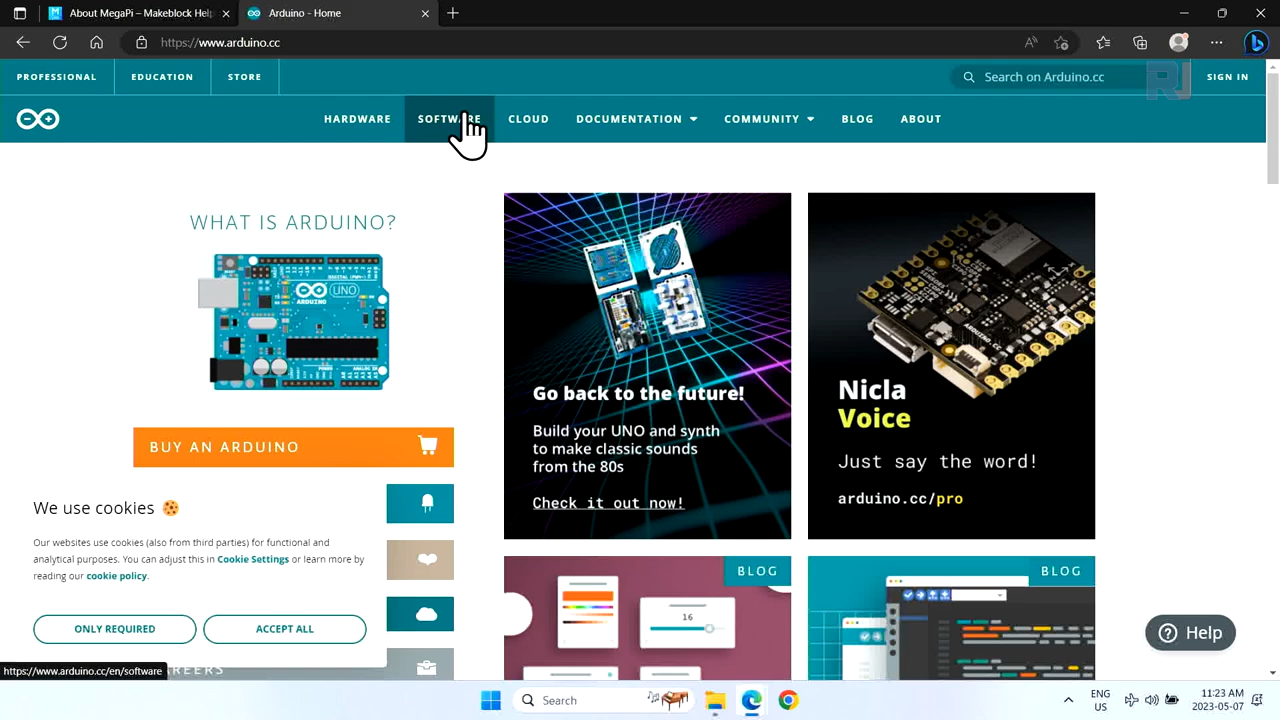 About MegaPi – Makeblock Help
Arduino - Home
https://www.arduino.cc
PROFESSIONAL
EDUCATION
STORE
Search on Arduino.cc
RJ
SIGN IN
HARDWARE
SOFTWARE
CLOUD
DOCUMENTATION
COMMUNITY
BLOG
ABOUT
WHAT IS ARDUINO?
ARDUINO
UNO
BUY AN ARDUINO
We use cookies 🍪
Our websites use cookies (also from third parties) for functional and
analytical purposes. You can adjust this in Cookie Settings or learn more by
reading our cookie policy.
ONLY REQUIRED
ACCEPT ALL
CAREERS
https://www.arduino.cc/en/software
Go back to the future!
Build your UNO and synth
to make classic sounds
from the 80s
Check it out now!
Nicla
Voice
Just say the word!
arduino.cc/pro
BLOG
16
BLOG
Help
Search
ENG
US
11:23 AM
2023-05-07